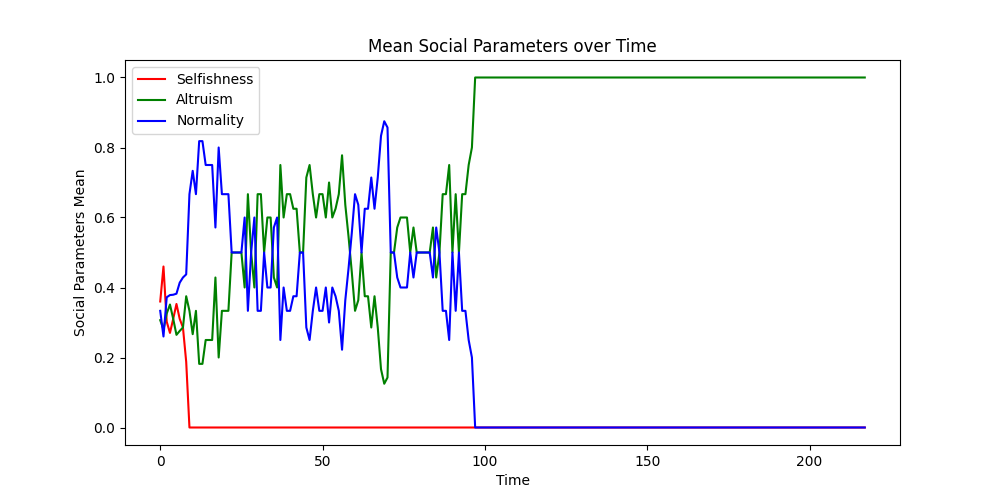 Mean Social Parameters over Time
Selfishness
Altruism
Normality
Social Parameters Mean
1.0
0.8
0.6
0.4
0.2
0.0
0 50 100 150 200
Time